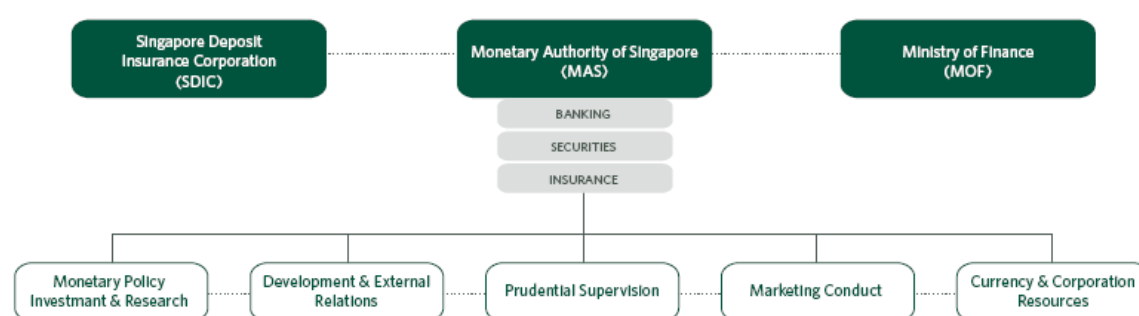 Singapore Deposit
Insurance Corporation
(SDIC)
Monetary Authority of Singapore
(MAS)
Ministry of Finance
(MOF)
BANKING
SECURITIES
INSURANCE
Monetary Policy
Investmant & Research
Development & External
Relations
Prudential Supervision
Marketing Conduct
Currency & Corporation
Resources